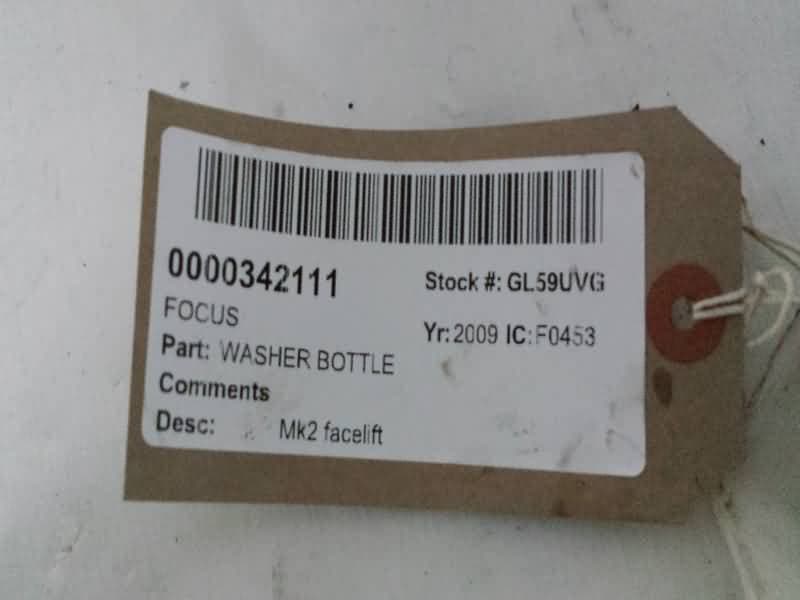 0000342111
Stock #: GL59UVG
FOCUS
Yr: 2009 IC: F0453
Part: WASHER BOTTLE
Comments
Desc: Mk2 facelift